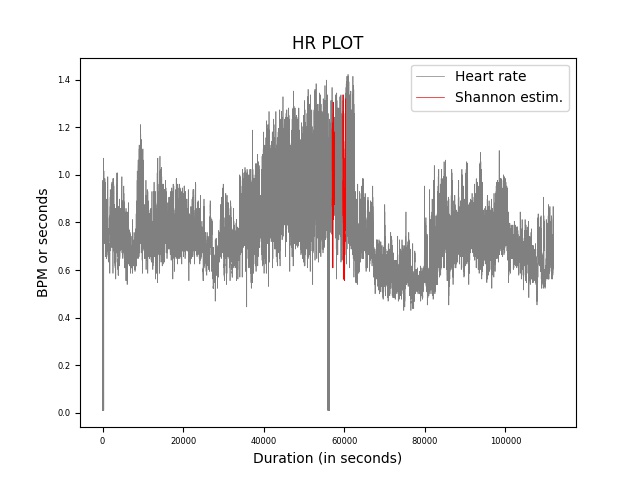 HR PLOT
Heart rate
Shannon estim.
BPM or seconds
1.4
1.2
1.0
0.8
0.6
0.4
0.2
0.0
0 20000 40000 60000 80000 100000
Duration (in seconds)